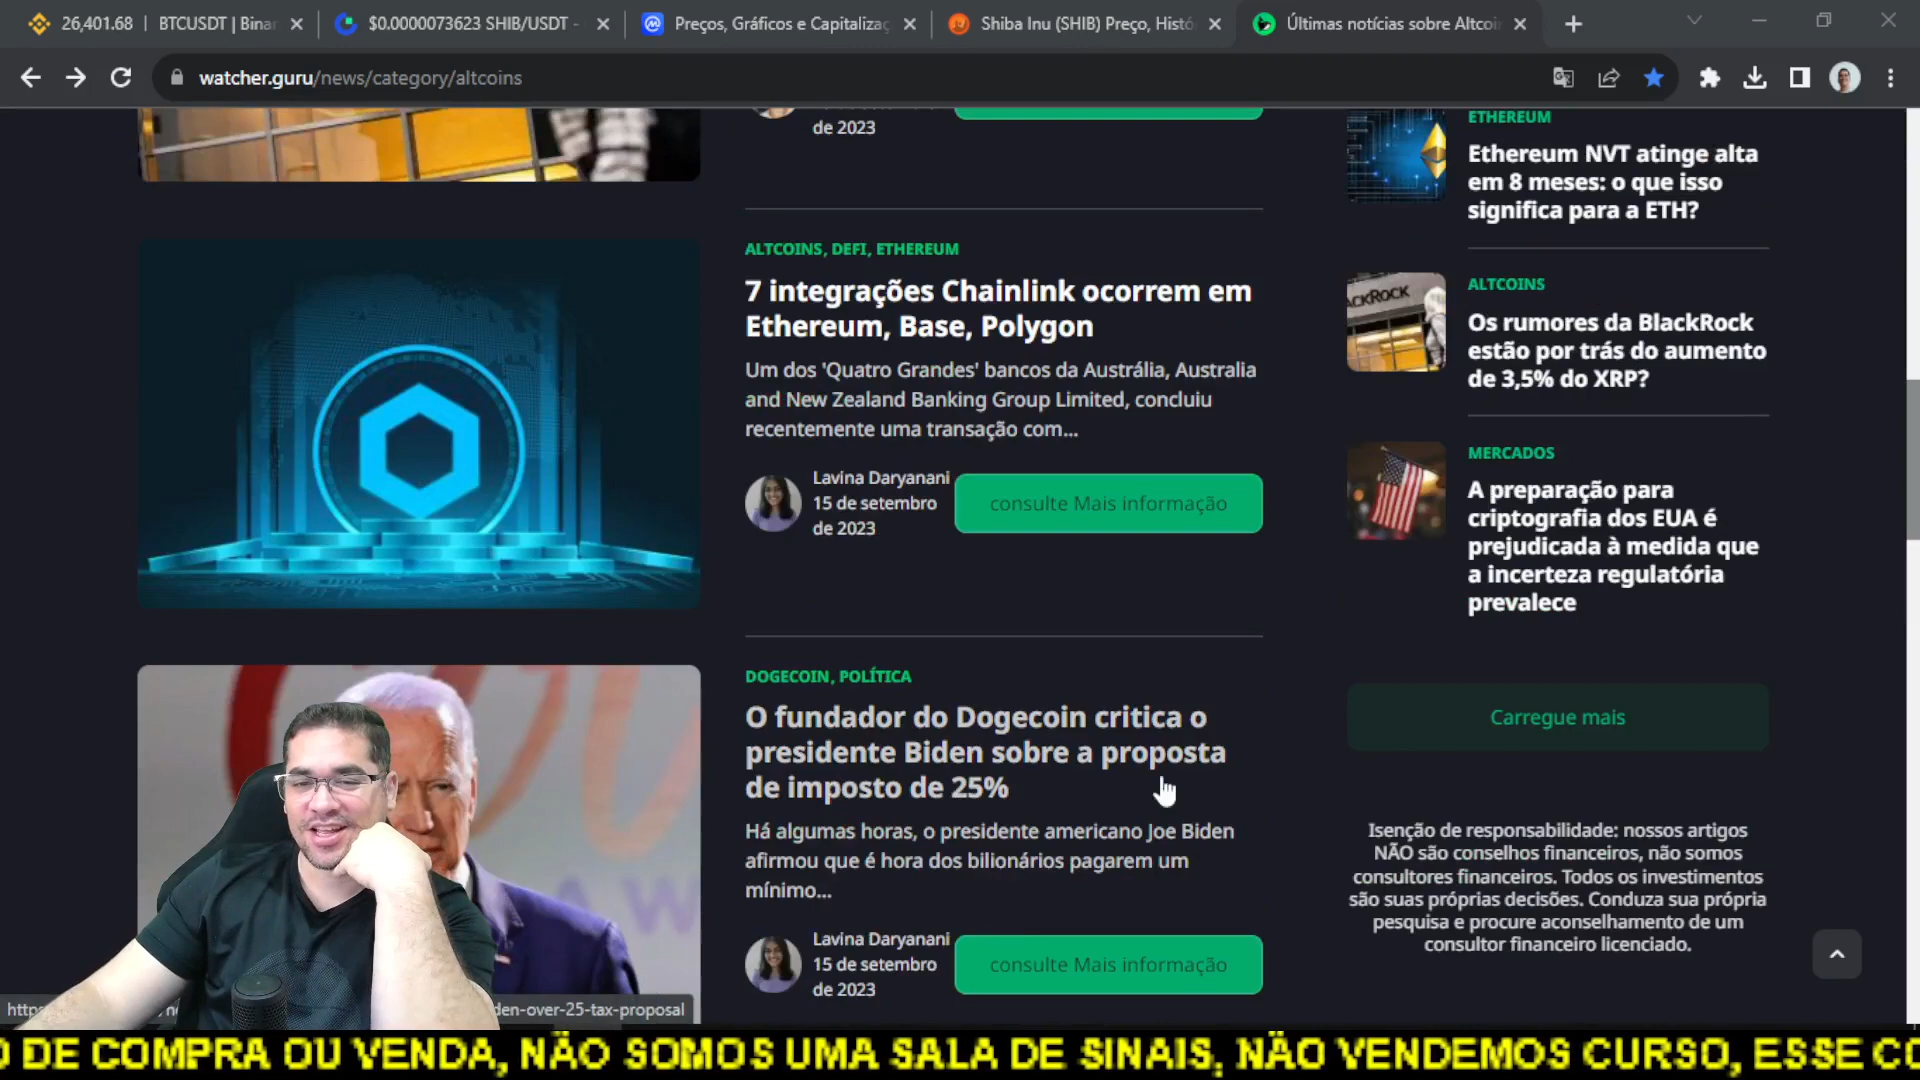 26,401.68 | BTCUSDT | Binan
$0.0000073623 SHIB/USDT -
Preços, Gráficos e Capitalizaç
Shiba Inu (SHIB) Preço, Histó
Últimas notícias sobre Altcoi
watcher.guru/news/category/altcoins
de 2023
ALTCOINS, DEFI, ETHEREUM
7 integrações Chainlink ocorrem em
Ethereum, Base, Polygon
Um dos 'Quatro Grandes' bancos da Austrália, Australia
and New Zealand Banking Group Limited, concluiu
recentemente uma transação com...
Lavina Daryanani
15 de setembro
de 2023
consulte Mais informação
DOGECOIN, POLÍTICA
O fundador do Dogecoin critica o
presidente Biden sobre a proposta
de imposto de 25%
Há algumas horas, o presidente americano Joe Biden
afirmou que é hora dos bilionários pagarem um
mínimo...
Lavina Daryanani
15 de setembro
de 2023
consulte Mais informação
ETHEREUM
Ethereum NVT atinge alta
em 8 meses: o que isso
significa para a ETH?
ACKROCK
ALTCOINS
Os rumores da BlackRock
estão por trás do aumento
de 3,5% do XRP?
MERCADOS
A preparação para
criptografia dos EUA é
prejudicada à medida que
a incerteza regulatória
prevalece
Carregue mais
Isenção de responsabilidade: nossos artigos
NÃO são conselhos financeiros, não somos
consultores financeiros. Todos os investimentos
são suas próprias decisões. Conduza sua própria
pesquisa e procure aconselhamento de um
consultor financeiro licenciado.
den-over-25-tax-proposal
O DE COMPRA OU VENDA, NÃO SOMOS UMA SALA DE SINAIS, NÃO VENDEMOS CURSO, ESSE CO